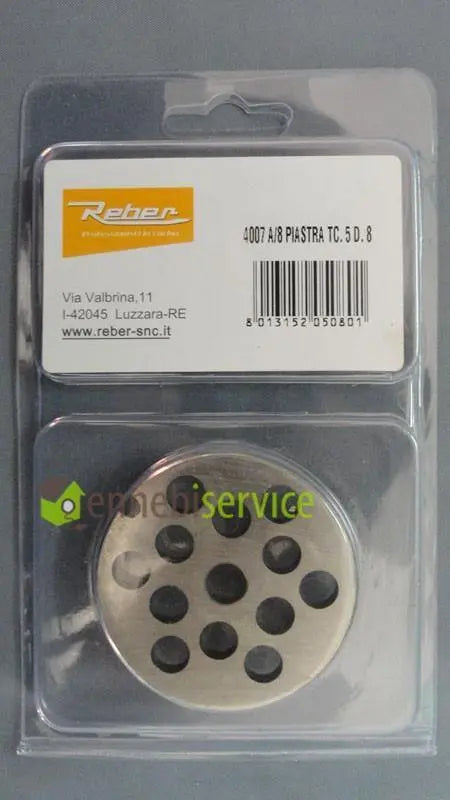 Reber
4007 A/8 PIASTRA TC. 5 D. 8
Via Valbrina,11
I-42045 Luzzara-RE
www.reber-snc.it
8 013152 050801
ennebiservice